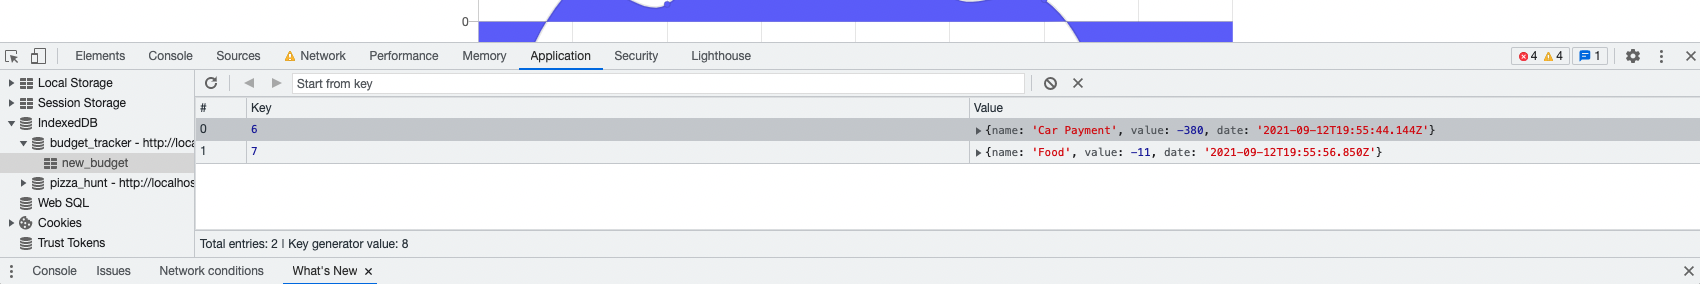 0
Elements Console Sources Network Performance Memory Application Security Lighthouse 4 4 1
Local Storage
Session Storage
IndexedDB
budget_tracker - http://loca
new_budget
pizza_hunt - http://localhos
Web SQL
Cookies
Trust Tokens
Start from key
# Key Value
0 6 {name: 'Car Payment', value: -380, date: '2021-09-12T19:55:44.144Z'}
1 7 {name: 'Food', value: -11, date: '2021-09-12T19:55:56.850Z'}
Total entries: 2 | Key generator value: 8
Console Issues Network conditions What's New